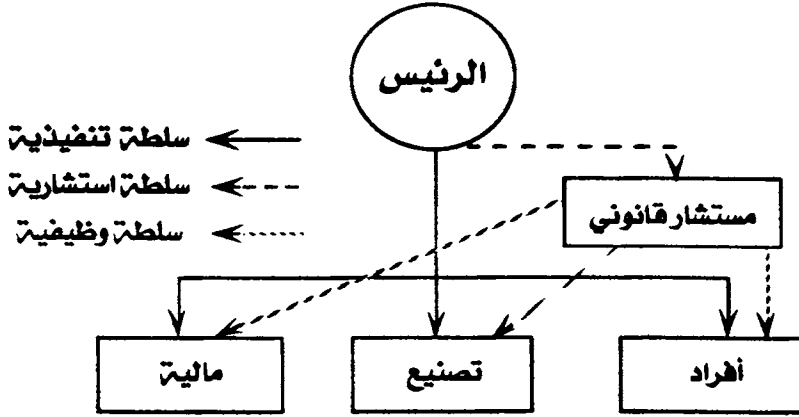 الرئيس
سلطة تنفيذية
سلطة استشارية
سلطة وظيفية
مستشار قانوني
أفراد
تصنيع
مالية